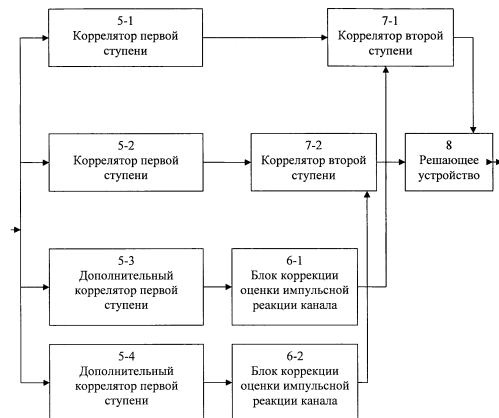 5-1
Коррелятор первой
ступени
7-1
Коррелятор второй
ступени
5-2
Коррелятор первой
ступени
7-2
Коррелятор второй
ступени
8
Решающее
устройство
5-3
Дополнительный
коррелятор первой
ступени
6-1
Блок коррекции
оценки импульсной
реакции канала
5-4
Дополнительный
коррелятор первой
ступени
6-2
Блок коррекции
оценки импульсной
реакции канала